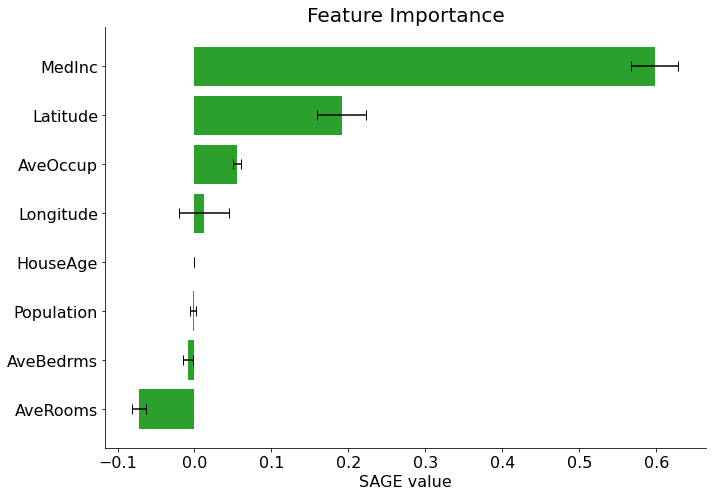 Feature Importance
MedInc
Latitude
AveOccup
Longitude
HouseAge
Population
AveBedrms
AveRooms
−0.1 0.0 0.1 0.2 0.3 0.4 0.5 0.6
SAGE value